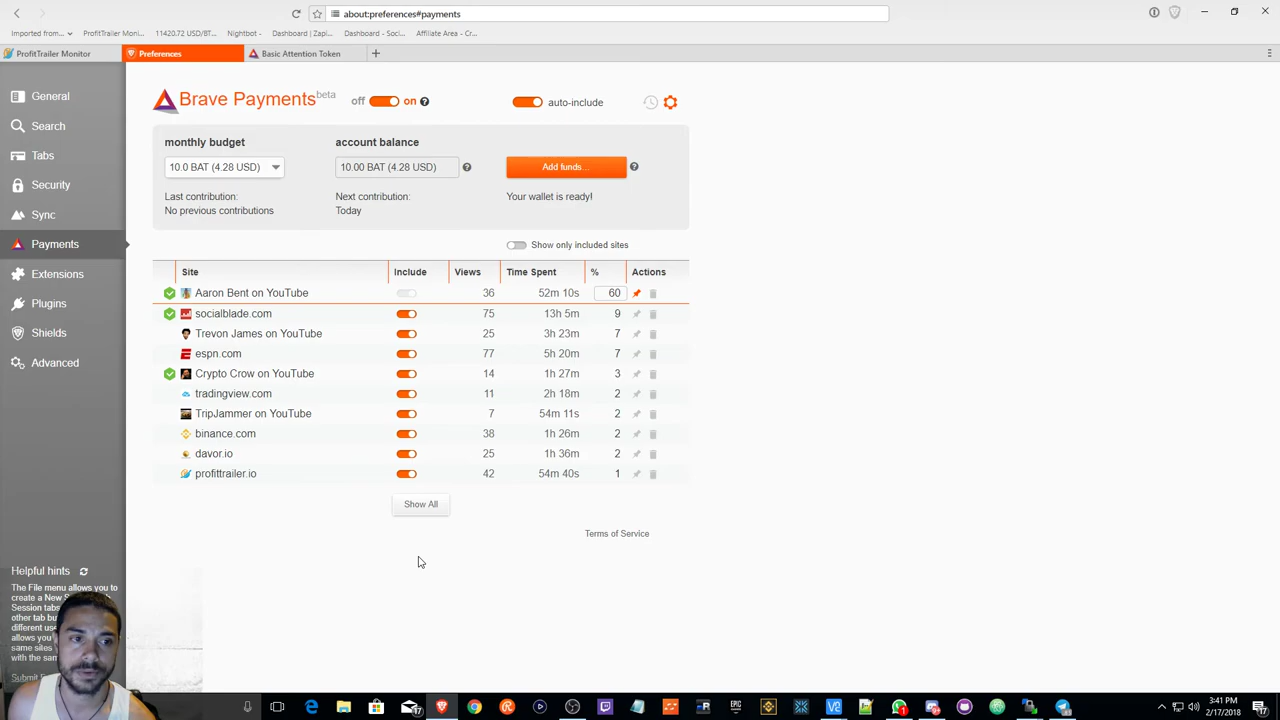 about:preferences#payments
Imported from...
ProfitTrailer Moni...
11420.72 USD/BT...
Nightbot -
Dashboard | Zapi...
Dashboard - Soci...
Affiliate Area - Cr...
ProfitTrailer Monitor
Preferences
Basic Attention Token
General
Search
Tabs
Security
Sync
Payments
Extensions
Plugins
Shields
Advanced
Brave Payments beta
off on
auto-include
monthly budget
account balance
10.0 BAT (4.28 USD)
10.00 BAT (4.28 USD)
Add funds...
Last contribution:
No previous contributions
Next contribution:
Today
Your wallet is ready!
Show only included sites
Site Include Views Time Spent % Actions
Aaron Bent on YouTube 36 52m 10s 60
socialblade.com 75 13h 5m 9
Trevon James on YouTube 25 3h 23m 7
espn.com 77 5h 20m 7
Crypto Crow on YouTube 14 1h 27m 3
tradingview.com 11 2h 18m 2
TripJammer on YouTube 7 54m 11s 2
binance.com 38 1h 26m 2
davor.io 25 1h 36m 2
profittrailer.io 42 54m 40s 1
Show All
Terms of Service
Helpful hints
The File menu allows you to
create a New
Session tabs
other tab
different
allows you
same sites
with the same
Submit
3:41 PM
2/17/2018